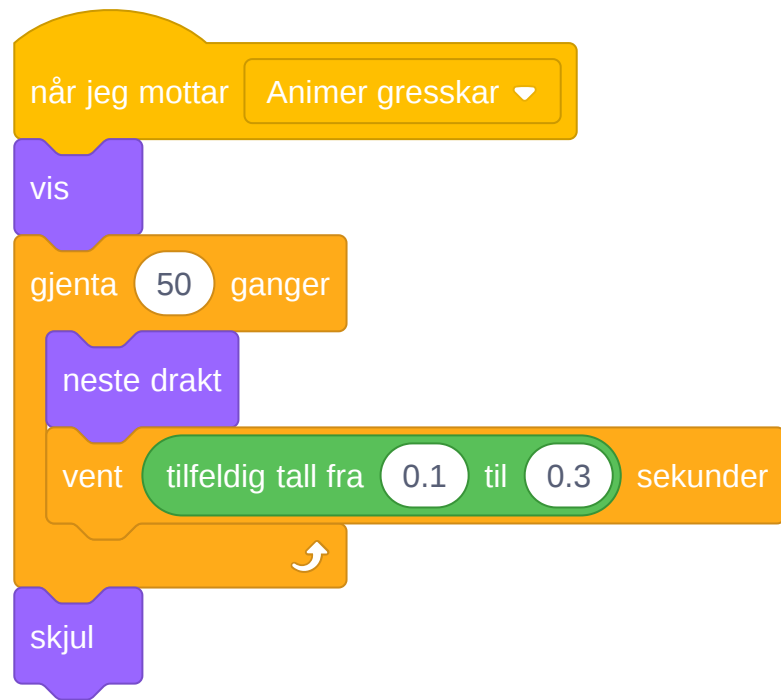 når jeg mottar Animer gresskar
vis
gjenta 50 ganger
neste drakt
vent tilfeldig tall fra 0.1 til 0.3 sekunder
skjul